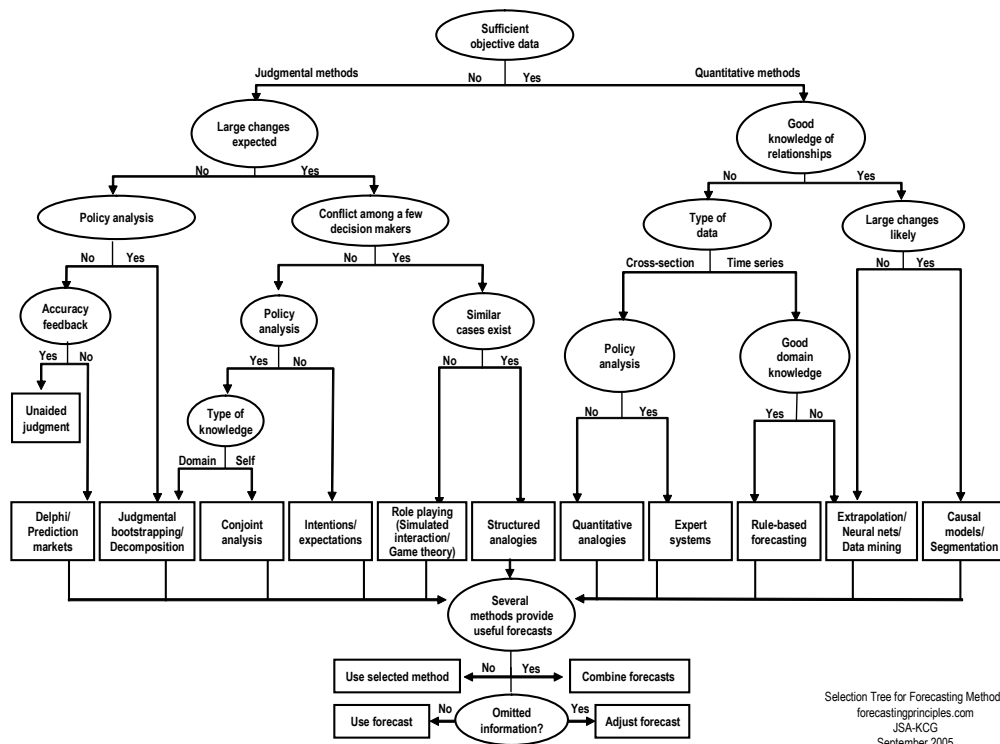 Sufficient
objective data
Judgmental methods
No
Yes
Quantitative methods
Large changes
expected
Good
knowledge of
relationships
No
Yes
No
Yes
Policy analysis
Conflict among a few
decision makers
Type of
data
Large changes
likely
No
Yes
No
Yes
Cross-section
Time series
No
Yes
Accuracy
feedback
Policy
analysis
Similar
cases exist
Policy
analysis
Good
domain
knowledge
Yes
No
Yes
No
No
Yes
Unaided
judgment
Type of
knowledge
No
Yes
Yes
No
Domain
Self
Delphi/
Prediction
markets
Judgmental
bootstrapping/
Decomposition
Conjoint
analysis
Intentions/
expectations
Role playing
(Simulated
interaction/
Game theory)
Structured
analogies
Quantitative
analogies
Expert
systems
Rule-based
forecasting
Extrapolation/
Neural nets/
Data mining
Causal
models/
Segmentation
Several
methods provide
useful forecasts
Use selected method
No
Yes
Combine forecasts
Use forecast
No
Omitted
information?
Yes
Adjust forecast
Selection Tree for Forecasting Method
forecastingprinciples.com
JSA-KCG
September 2005